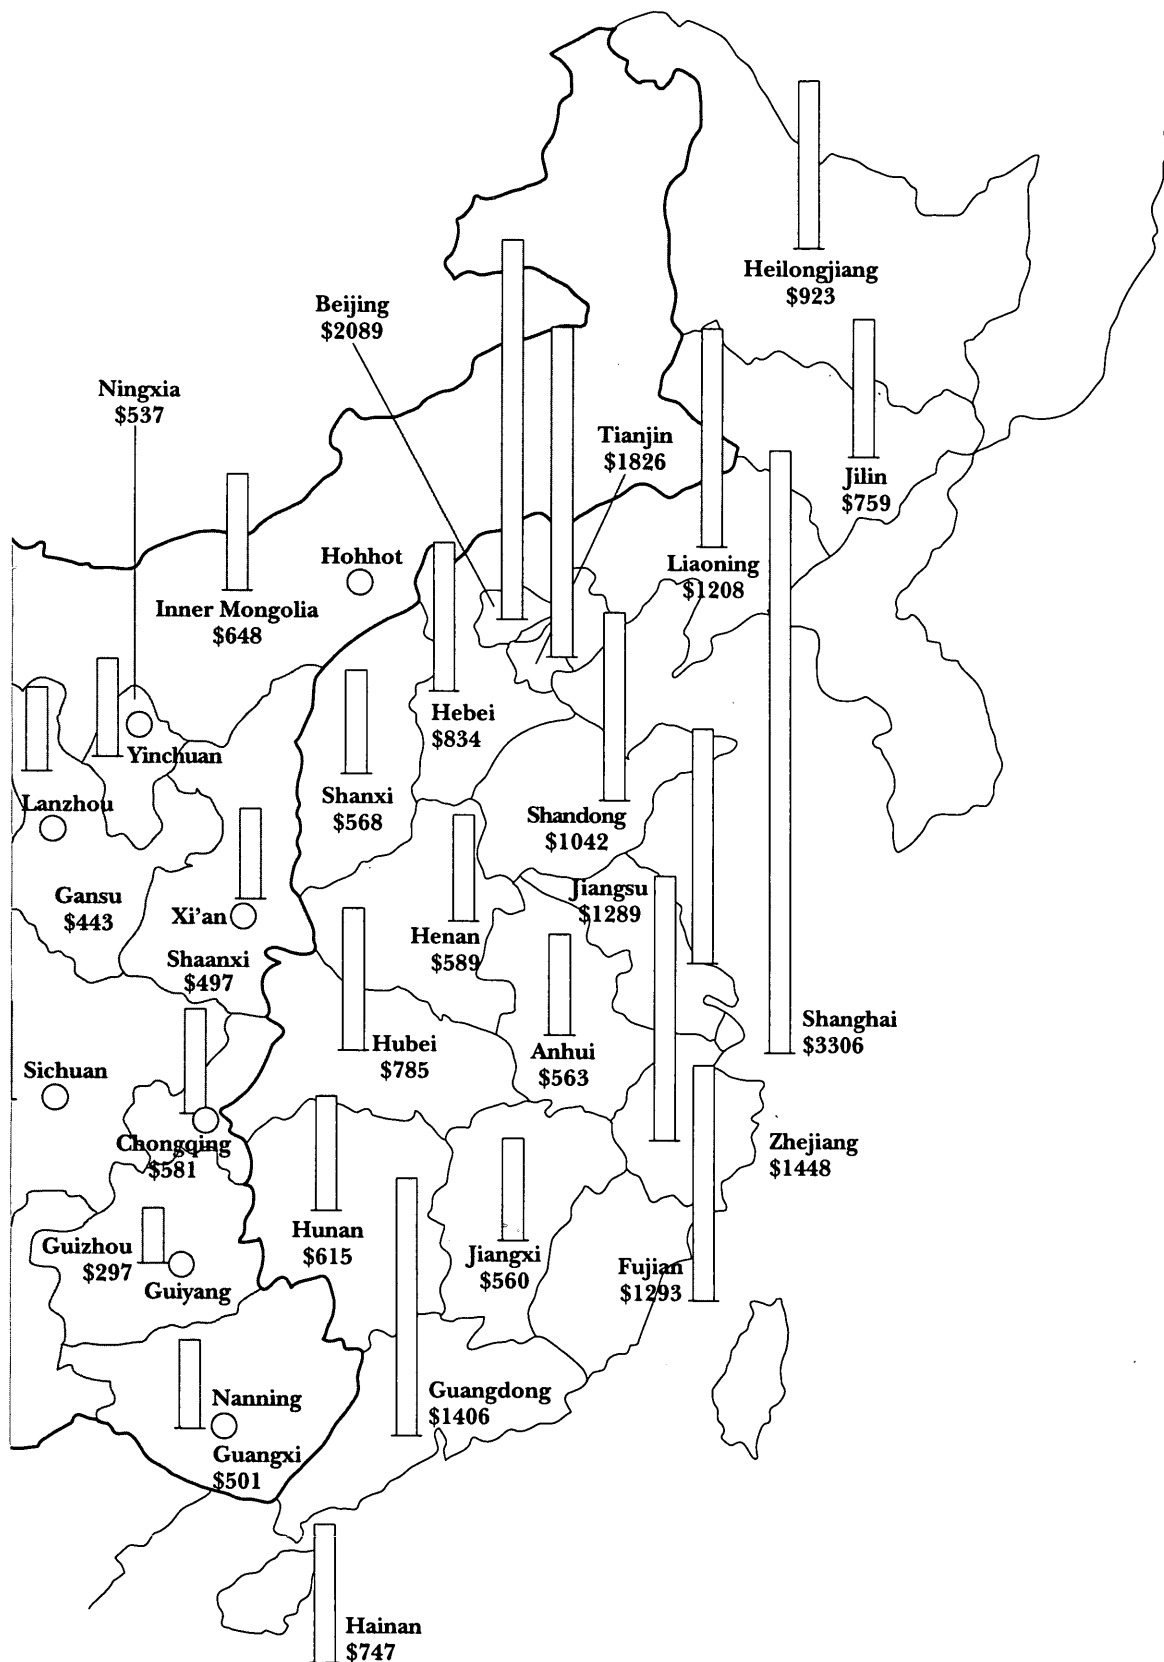 Heilongjiang
$923
Beijing
$2089
Ningxia
$537
Tianjin
$1826
Jilin
$759
Hohhot
Liaoning
$1208
Inner Mongolia
$648
Hebei
$834
Yinchuan
Shanxi
$568
Lanzhou
Shandong
$1042
Gansu
$443
Jiangsu
$1289
Xi'an
Henan
$589
Shaanxi
$497
Shanghai
$3306
Hubei
$785
Anhui
$563
Sichuan
Chongqing
$581
Zhejiang
$1448
Hunan
$615
Guizhou
$297
Jiangxi
$560
Fujian
$1293
Guiyang
Guangdong
$1406
Nanning
Guangxi
$501
Hainan
$747